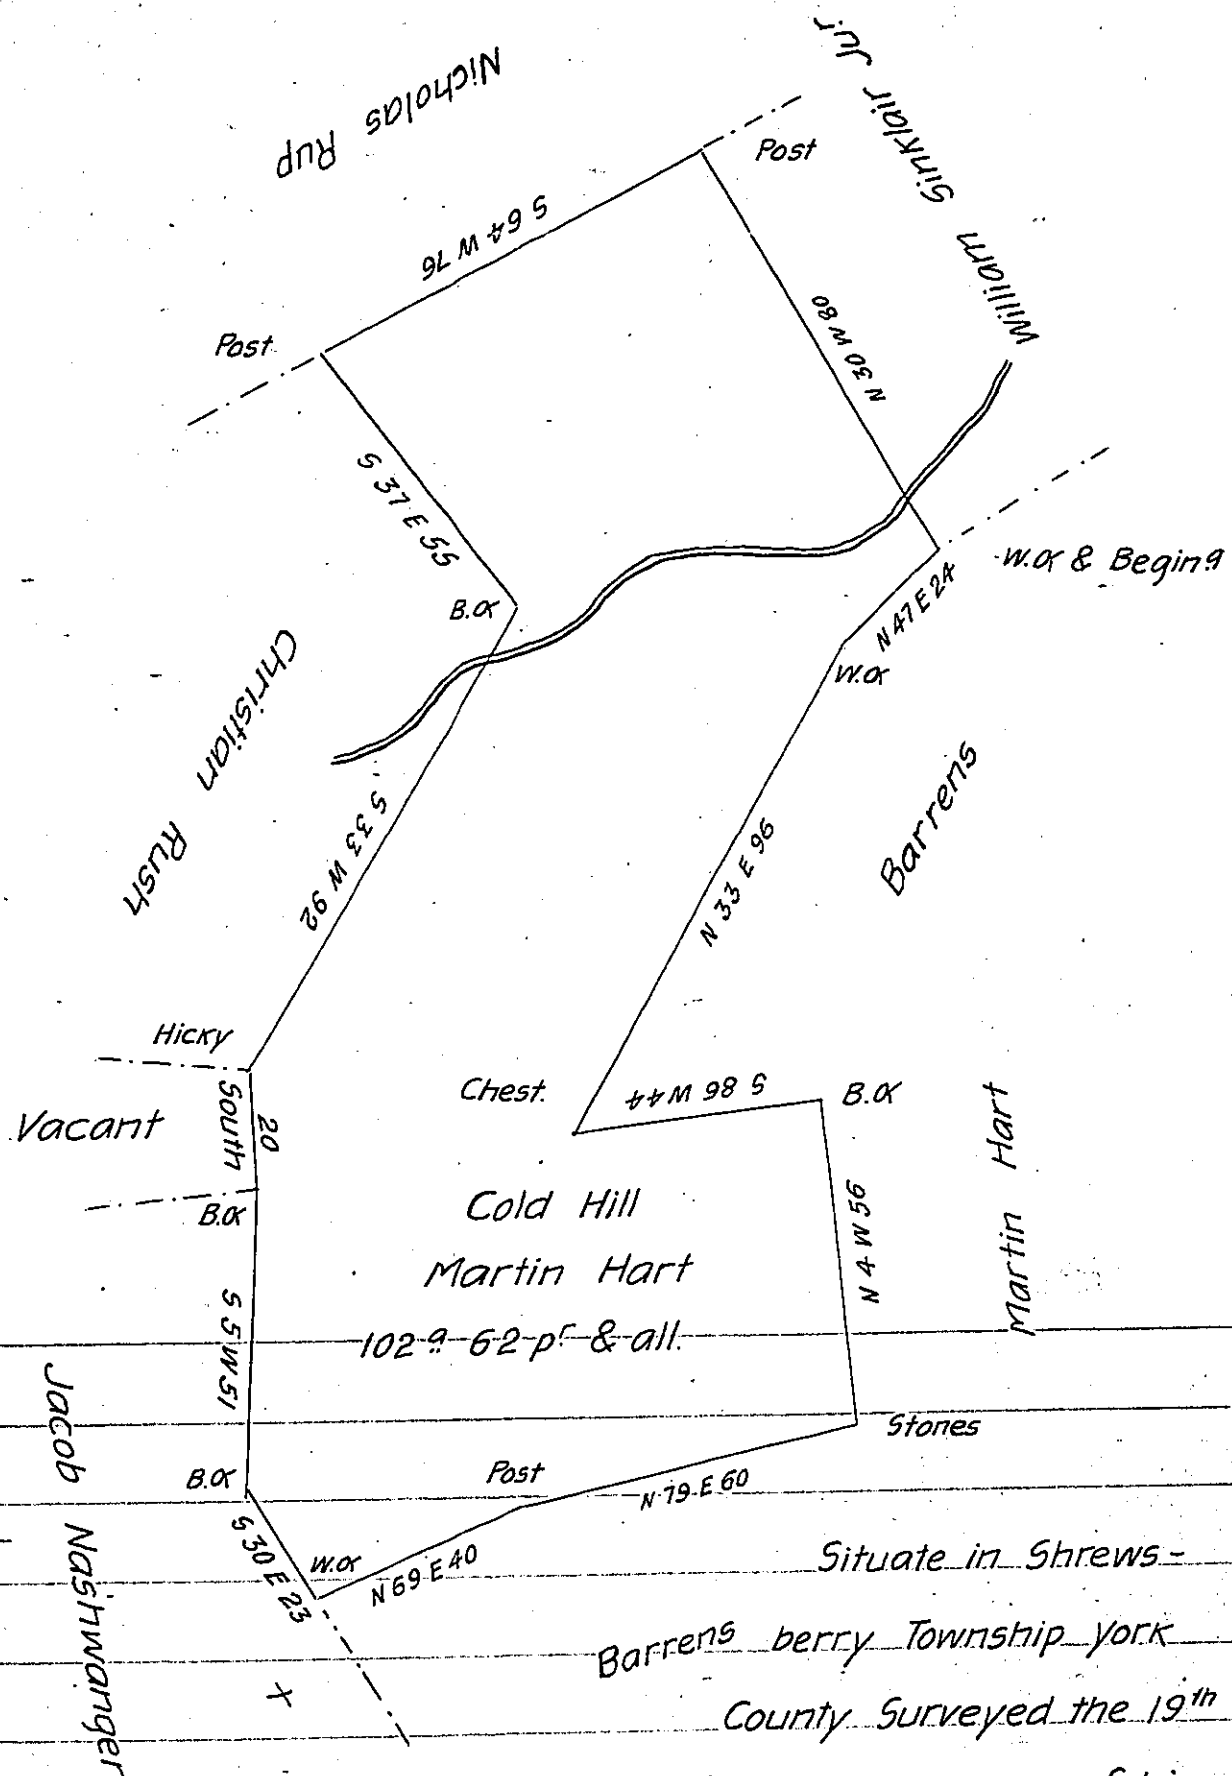 Nicholas Rup
William Sinklair Jur
Post
S 64 W 76
N 30 W 80
Post
S 37 E 55
W.O & Begin.g
B.O
N 47 E 24
W.O
Christian Rush
S 33 W 92
N 33 E 96
Barrens
Hicky
Vacant
South 20
Chest.
S 86 W 44
B.O
B.O
Cold Hill
Martin Hart
102 a 62 pr & all.
N 4 W 56
Martin Hart
S 5 W 51
Jacob Nashwanger
B.O
Post
Stones
N 79 E 60
S 30 E 23
W.O
N 69 E 40
Situate in Shrews-
Barrens
berry Township york
X
County Surveyed the 19th